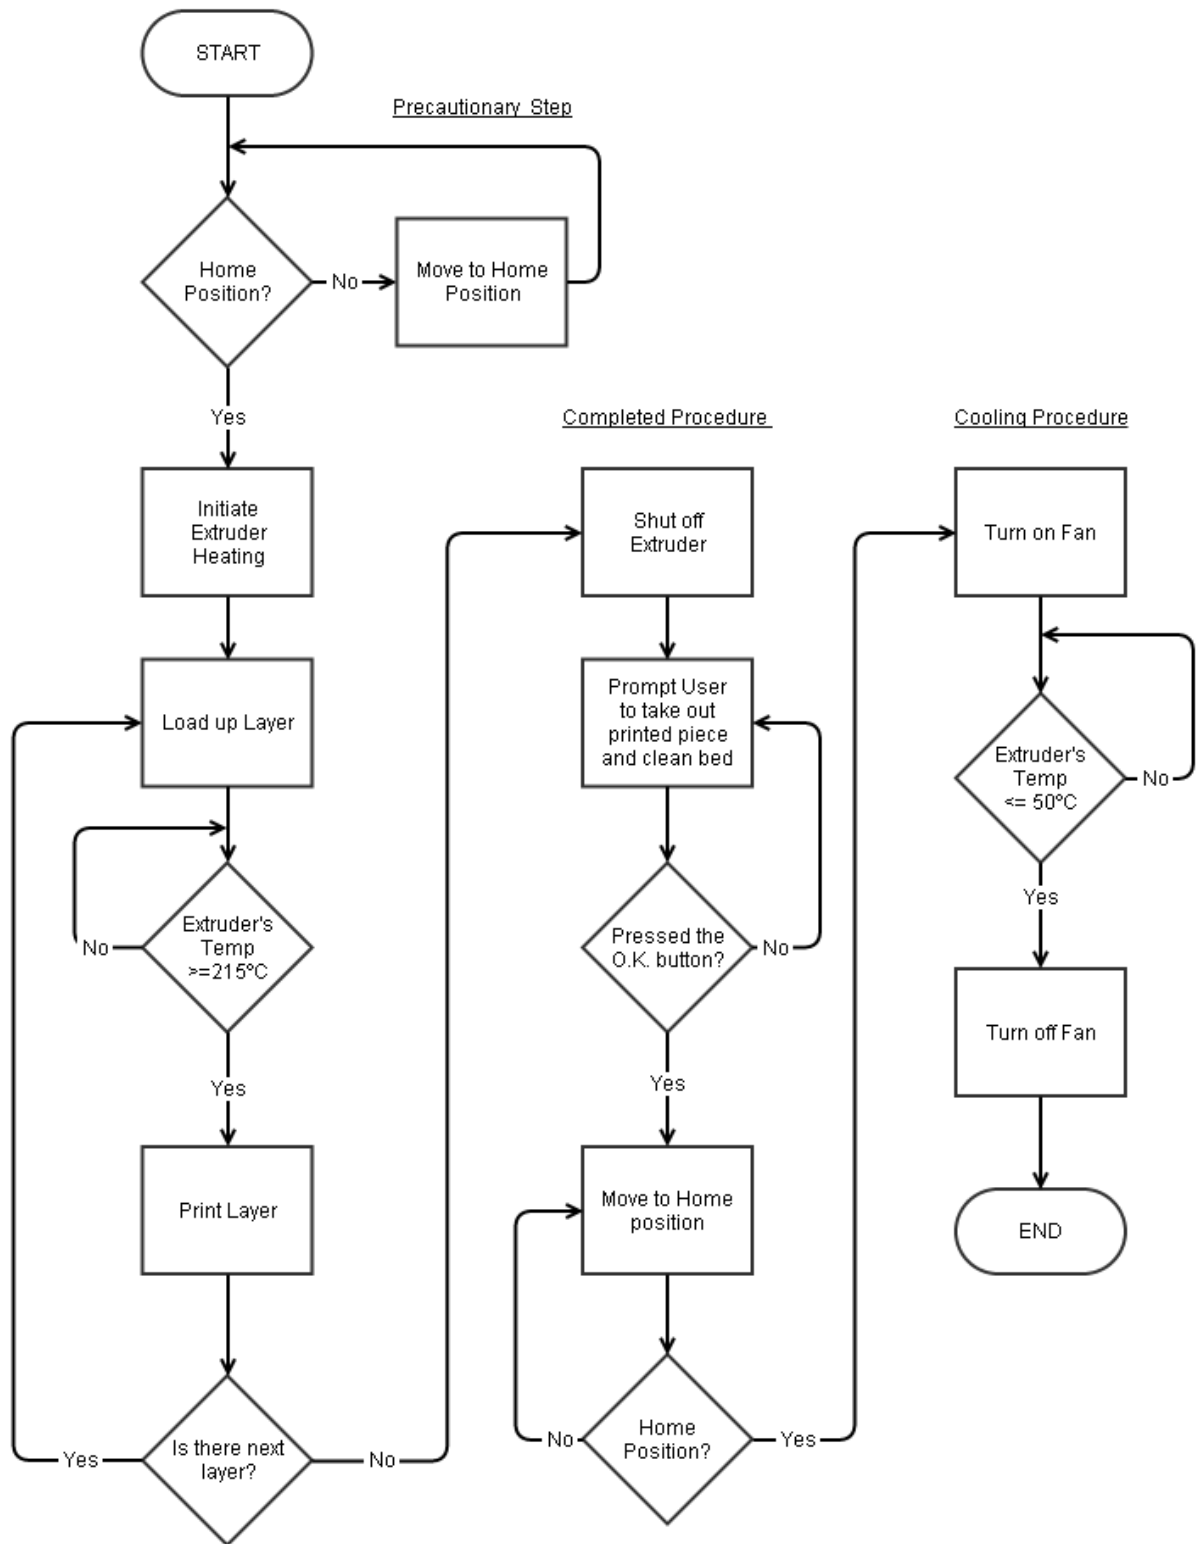 START
Precautionary Step
Home
Position?
No
Move to Home
Position
Yes
Initiate
Extruder
Heating
Load up Layer
Extruder's
Temp
>=215°C
No
Yes
Print Layer
Is there next
layer?
Yes
No
Completed Procedure
Shut off
Extruder
Prompt User
to take out
printed piece
and clean bed
Pressed the
O.K. button?
No
Yes
Move to Home
position
Home
Position?
No
Yes
Cooling Procedure
Turn on Fan
Extruder's
Temp
<= 50°C
No
Yes
Turn off Fan
END